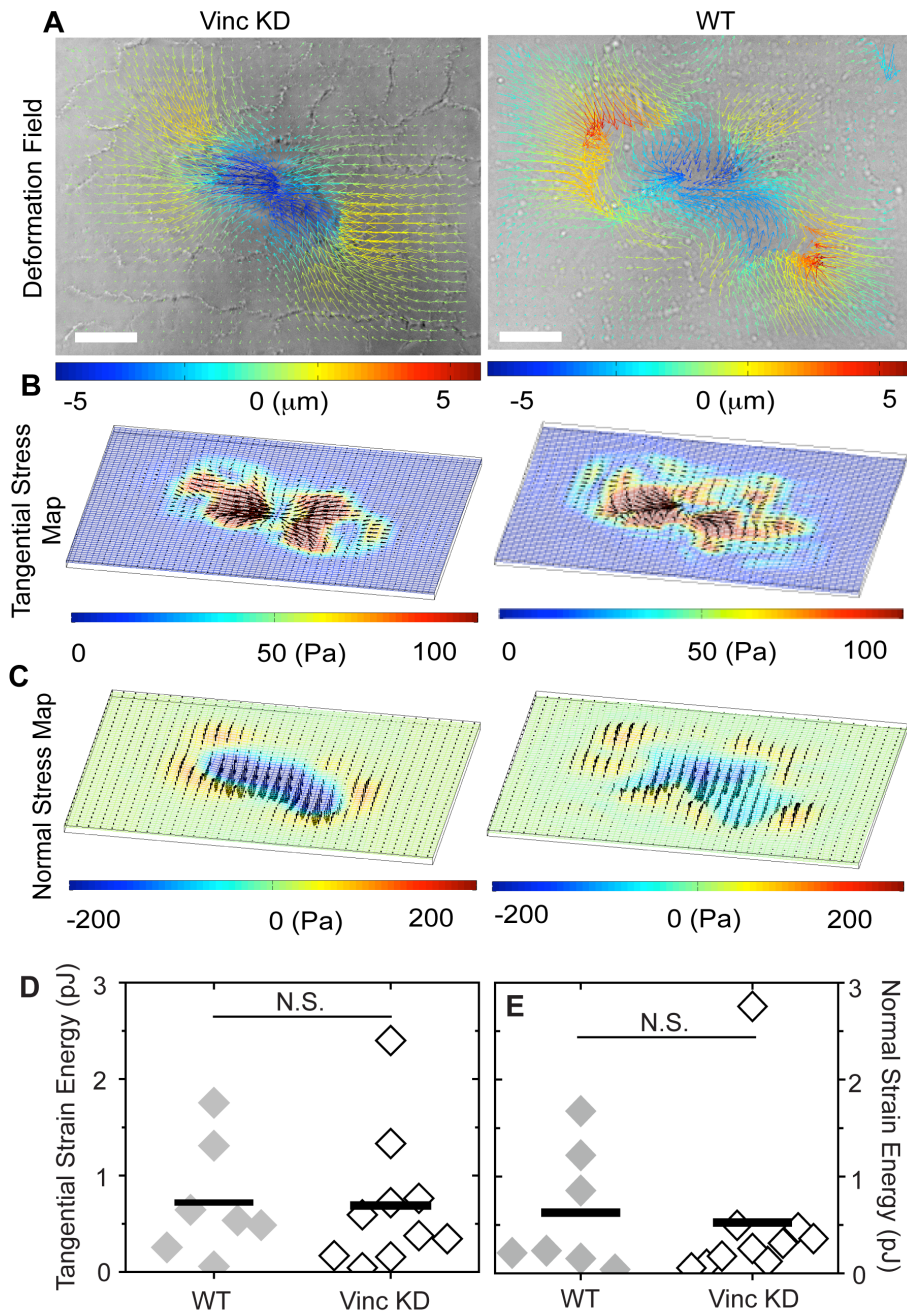 A
Vinc KD
WT
Deformation Field
-5
0 (μm)
5
-5
0 (μm)
5
B
Tangential Stress
Map
0
50 (Pa)
100
0
50 (Pa)
100
C
Normal Stress Map
-200
0 (Pa)
200
-200
0 (Pa)
200
D
Tangential Strain Energy (pJ)
3
2
1
0
N.S.
WT
Vinc KD
E
N.S.
3
2
1
0
Normal Strain Energy (pJ)
WT
Vinc KD